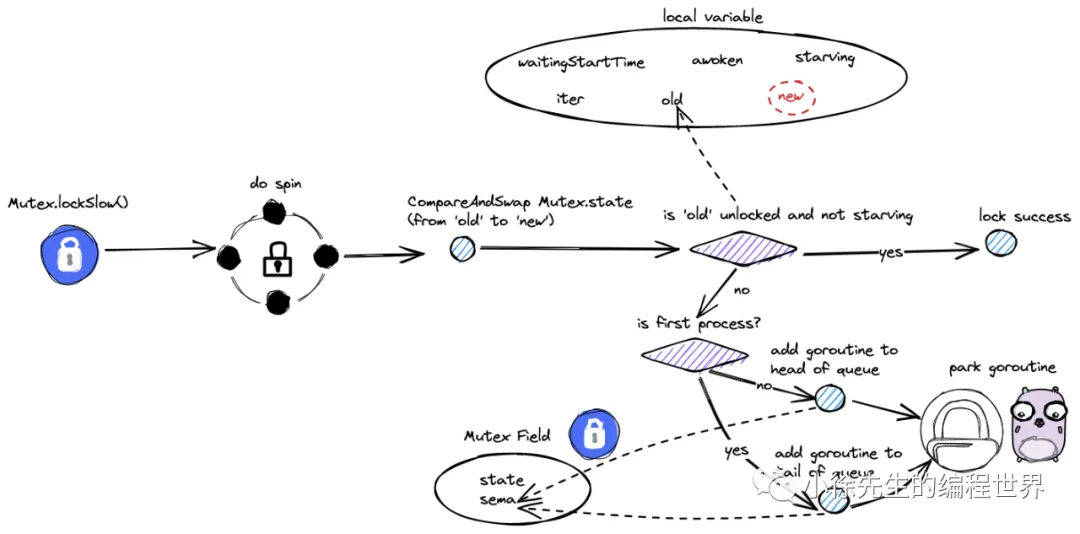 local variable
waitingStartTime
awoken
starving
iter
old
new
do spin
Mutex.lockSlow()
CompareAndSwap Mutex.state
(from 'old' to 'new')
is 'old' unlocked and not starving
lock success
yes
no
is first process?
add goroutine to
head of queue
park goroutine
no
Mutex Field
yes
add goroutine to
tail of queue
state
sema
小徐先生的编程世界